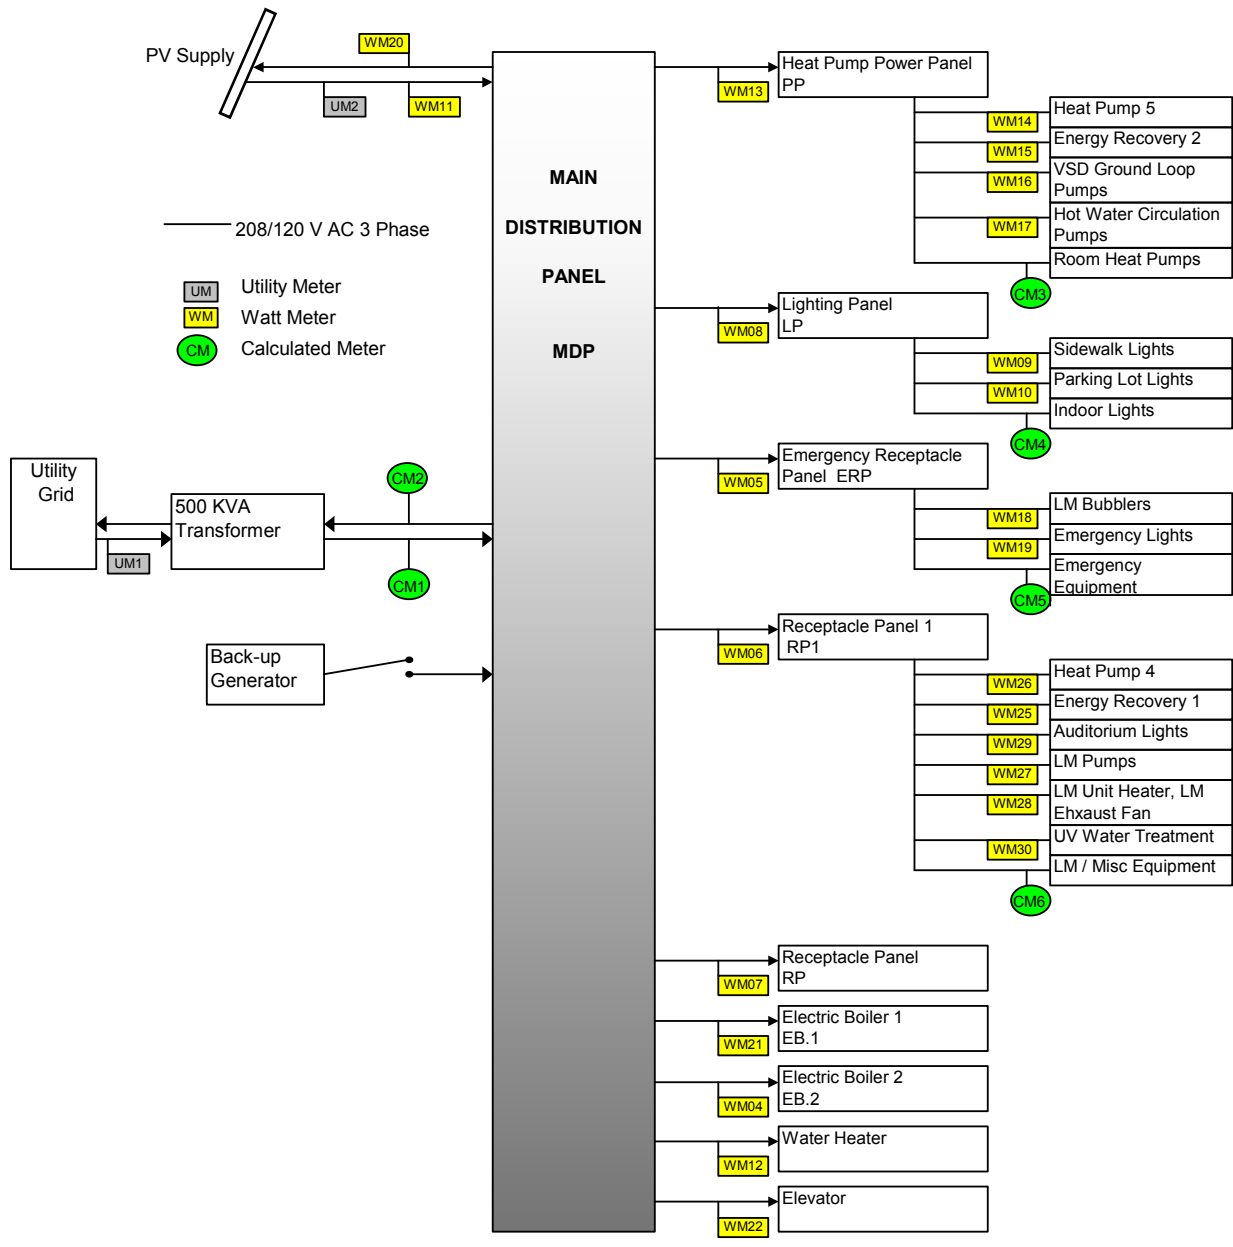 PV Supply
WM20
UM2
WM11
208/120 V AC 3 Phase
UM
Utility Meter
WM
Watt Meter
CM
Calculated Meter
Utility
Grid
UM1
500 KVA
Transformer
CM2
CM1
Back-up
Generator
MAIN
DISTRIBUTION
PANEL
MDP
WM13
Heat Pump Power Panel
PP
WM14
Heat Pump 5
WM15
Energy Recovery 2
WM16
VSD Ground Loop
Pumps
WM17
Hot Water Circulation
Pumps
Room Heat Pumps
CM3
WM08
Lighting Panel
LP
WM09
Sidewalk Lights
WM10
Parking Lot Lights
Indoor Lights
CM4
WM05
Emergency Receptacle
Panel ERP
WM18
LM Bubblers
WM19
Emergency Lights
Emergency
Equipment
CM5
WM06
Receptacle Panel 1
RP1
WM26
Heat Pump 4
WM25
Energy Recovery 1
WM29
Auditorium Lights
WM27
LM Pumps
WM28
LM Unit Heater, LM
Ehxaust Fan
WM30
UV Water Treatment
LM / Misc Equipment
CM6
WM07
Receptacle Panel
RP
WM21
Electric Boiler 1
EB.1
WM04
Electric Boiler 2
EB.2
WM12
Water Heater
WM22
Elevator